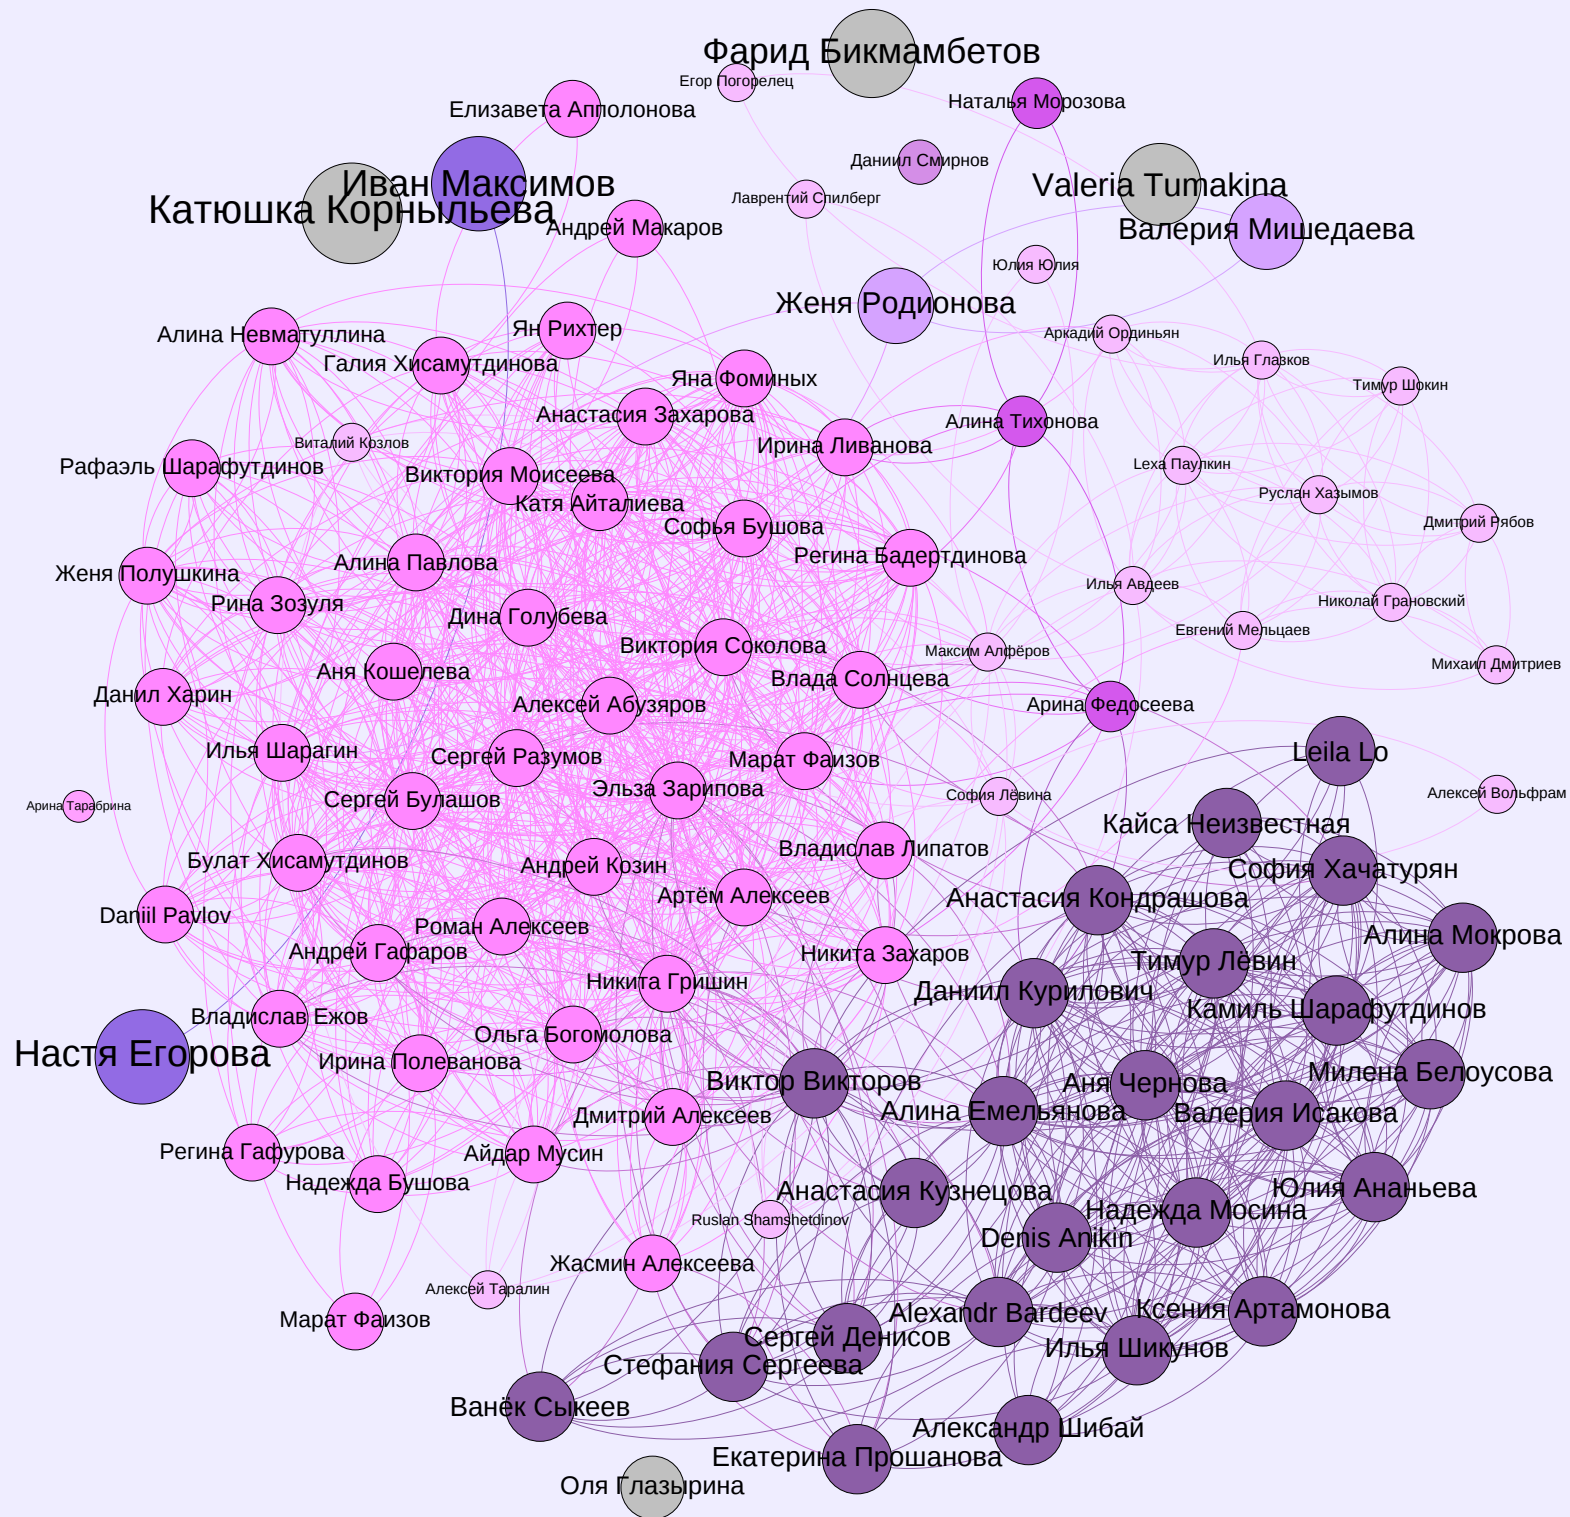 Фарид Бикмамбетов
Егор Погорелец
Наталья Морозова
Елизавета Апполонова
Даниил Смирнов
Иван Максимов
Valeria Tumakina
Лаврентий Спилберг
Катюшка Корныльева
Андрей Макаров
Валерия Мишедаева
Юлия Юлия
Женя Родионова
Ян Рихтер
Алина Невматуллина
Аркадий Ординьян
Галия Хисамутдинова
Илья Глазков
Яна Фоминых
Тимур Шокин
Анастасия Захарова
Алина Тихонова
Виталий Козлов
Ирина Ливанова
Рафаэль Шарафутдинов
Lexa Паулкин
Виктория Моисеева
Руслан Хазымов
Катя Айталиева
Дмитрий Рябов
Софья Бушова
Регина Бадертдинова
Алина Павлова
Женя Полушкина
Илья Авдеев
Рина Зозуля
Николай Грановский
Дина Голубева
Евгений Мельцаев
Виктория Соколова
Максим Алфёров
Михаил Дмитриев
Аня Кошелева
Влада Солнцева
Данил Харин
Алексей Абузяров
Арина Федосеева
Илья Шарагин
Leila Lo
Сергей Разумов
Марат Фаизов
Эльза Зарипова
Алексей Вольфрам
София Лёвина
Сергей Булашов
Арина Тарабрина
Кайса Неизвестная
Владислав Липатов
Булат Хисамутдинов
Андрей Козин
София Хачатурян
Артём Алексеев
Анастасия Кондрашова
Daniil Pavlov
Роман Алексеев
Алина Мокрова
Андрей Гафаров
Никита Захаров
Тимур Лёвин
Никита Гришин
Даниил Курилович
Камиль Шарафутдинов
Владислав Ежов
Ольга Богомолова
Настя Егорова
Ирина Полеванова
Милена Белоусова
Виктор Викторов
Аня Чернова
Алина Емельянова
Валерия Исакова
Дмитрий Алексеев
Регина Гафурова
Айдар Мусин
Надежда Бушова
Юлия Ананьева
Анастасия Кузнецова
Надежда Мосина
Ruslan Shamshetdinov
Denis Anikin
Жасмин Алексеева
Алексей Таралин
Ксения Артамонова
Alexandr Bardeev
Марат Фаизов
Сергей Денисов
Илья Шикунов
Стефания Сергеева
Ванёк Сыкеев
Александр Шибай
Екатерина Прошанова
Оля Глазырина